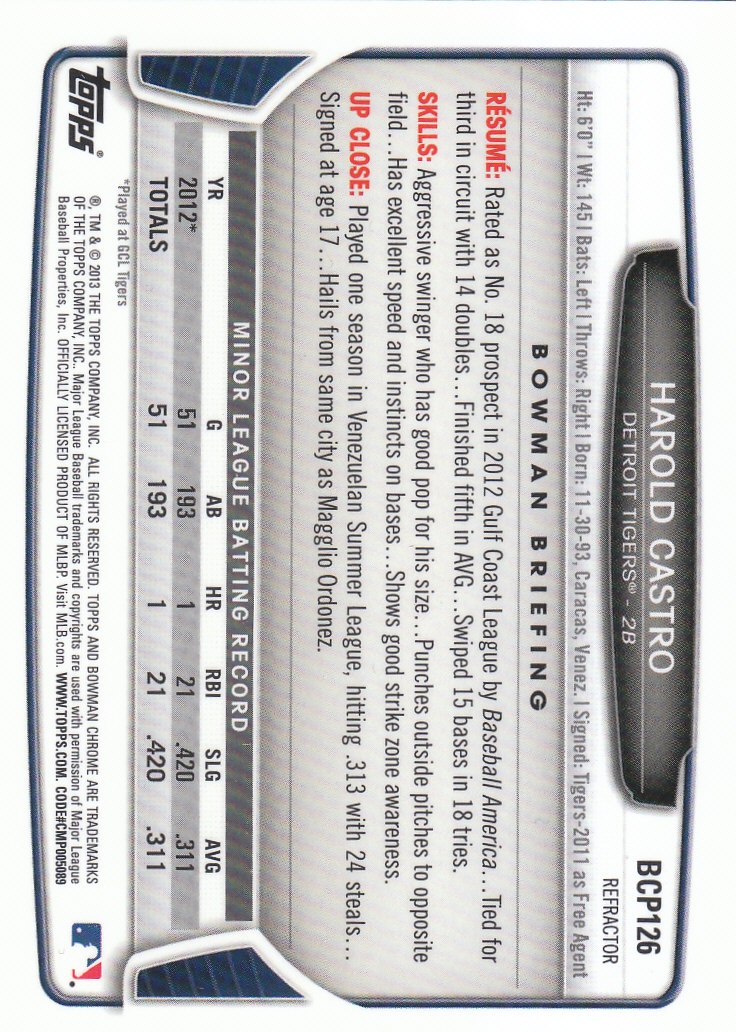 BCP126
REFRACTOR
HAROLD CASTRO
DETROIT TIGERS® - 2B
Ht: 6'0" | Wt: 145 | Bats: Left | Throws: Right | Born: 11-30-93, Caracas, Venez. | Signed: Tigers-2011 as Free Agent
BOWMAN BRIEFING
RÉSUMÉ: Rated as No. 18 prospect in 2012 Gulf Coast League by Baseball America...Tied for
third in circuit with 14 doubles...Finished fifth in AVG...Swiped 15 bases in 18 tries.
SKILLS: Aggressive swinger who has good pop for his size...Punches outside pitches to opposite
field...Has excellent speed and instincts on bases...Shows good strike zone awareness.
UP CLOSE: Played one season in Venezuelan Summer League, hitting .313 with 24 steals...
Signed at age 17...Hails from same city as Magglio Ordonez.
MINOR LEAGUE BATTING RECORD
YR G AB HR RBI SLG AVG
2012* 51 193 1 21 .420 .311
TOTALS 51 193 1 21 .420 .311
*Played at GCL Tigers
topps®
®, TM & © 2013 THE TOPPS COMPANY, INC. ALL RIGHTS RESERVED. TOPPS AND BOWMAN CHROME ARE TRADEMARKS
OF THE TOPPS COMPANY, INC. Major League Baseball trademarks and copyrights are used with permission of Major League
Baseball Properties, Inc. OFFICIALLY LICENSED PRODUCT OF MLBP. Visit MLB.com. WWW.TOPPS.COM. CODE#CMP005089